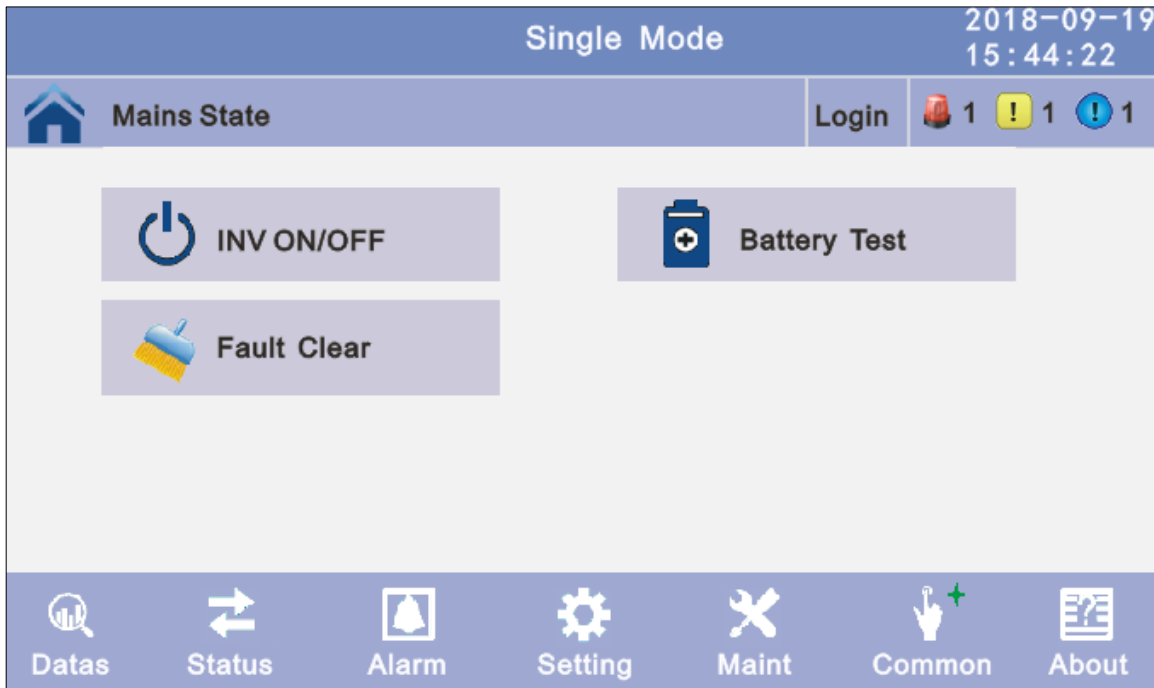 Single Mode
2018-09-19
15:44:22
Mains State
Login
1
! 1
! 1
INV ON/OFF
Battery Test
Fault Clear
Datas
Status
Alarm
Setting
Maint
Common
?
About